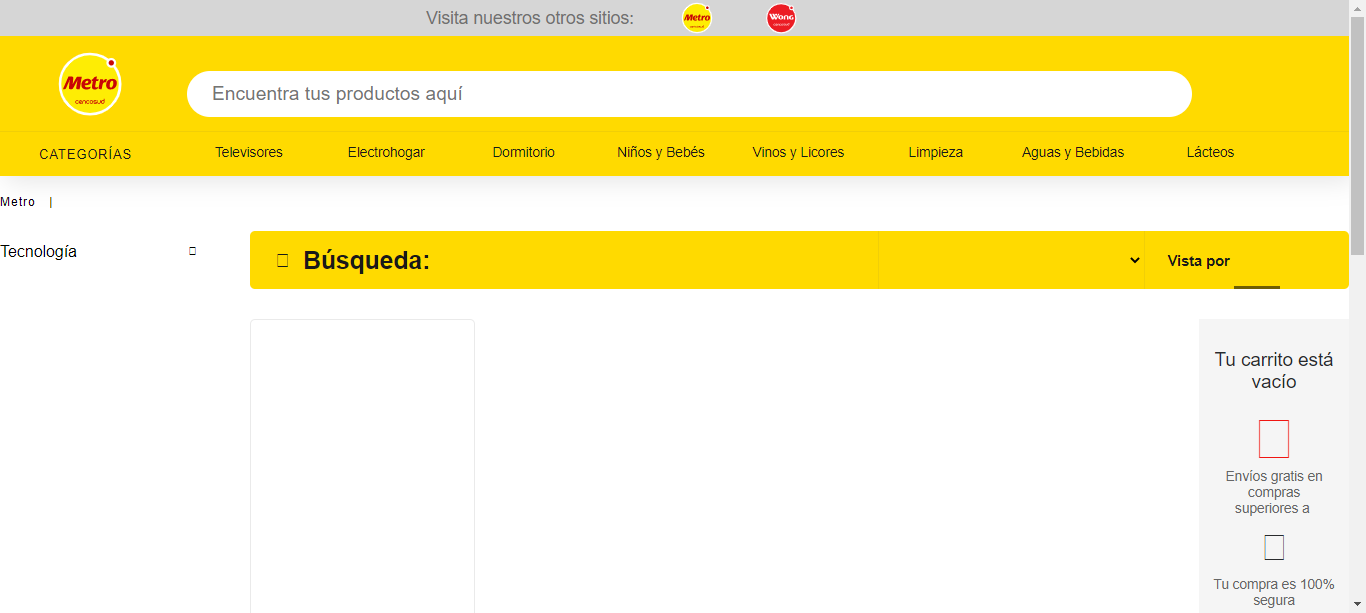 Visita nuestros otros sitios:
Metro
cencosud
Wong
cencosud
Metro
cencosud
Encuentra tus productos aquí
CATEGORÍAS
Televisores
Electrohogar
Dormitorio
Niños y Bebés
Vinos y Licores
Limpieza
Aguas y Bebidas
Lácteos
Metro |
Tecnología
Búsqueda:
Vista por
Tu carrito está
vacío
Envíos gratis en
compras
superiores a
Tu compra es 100%
segura